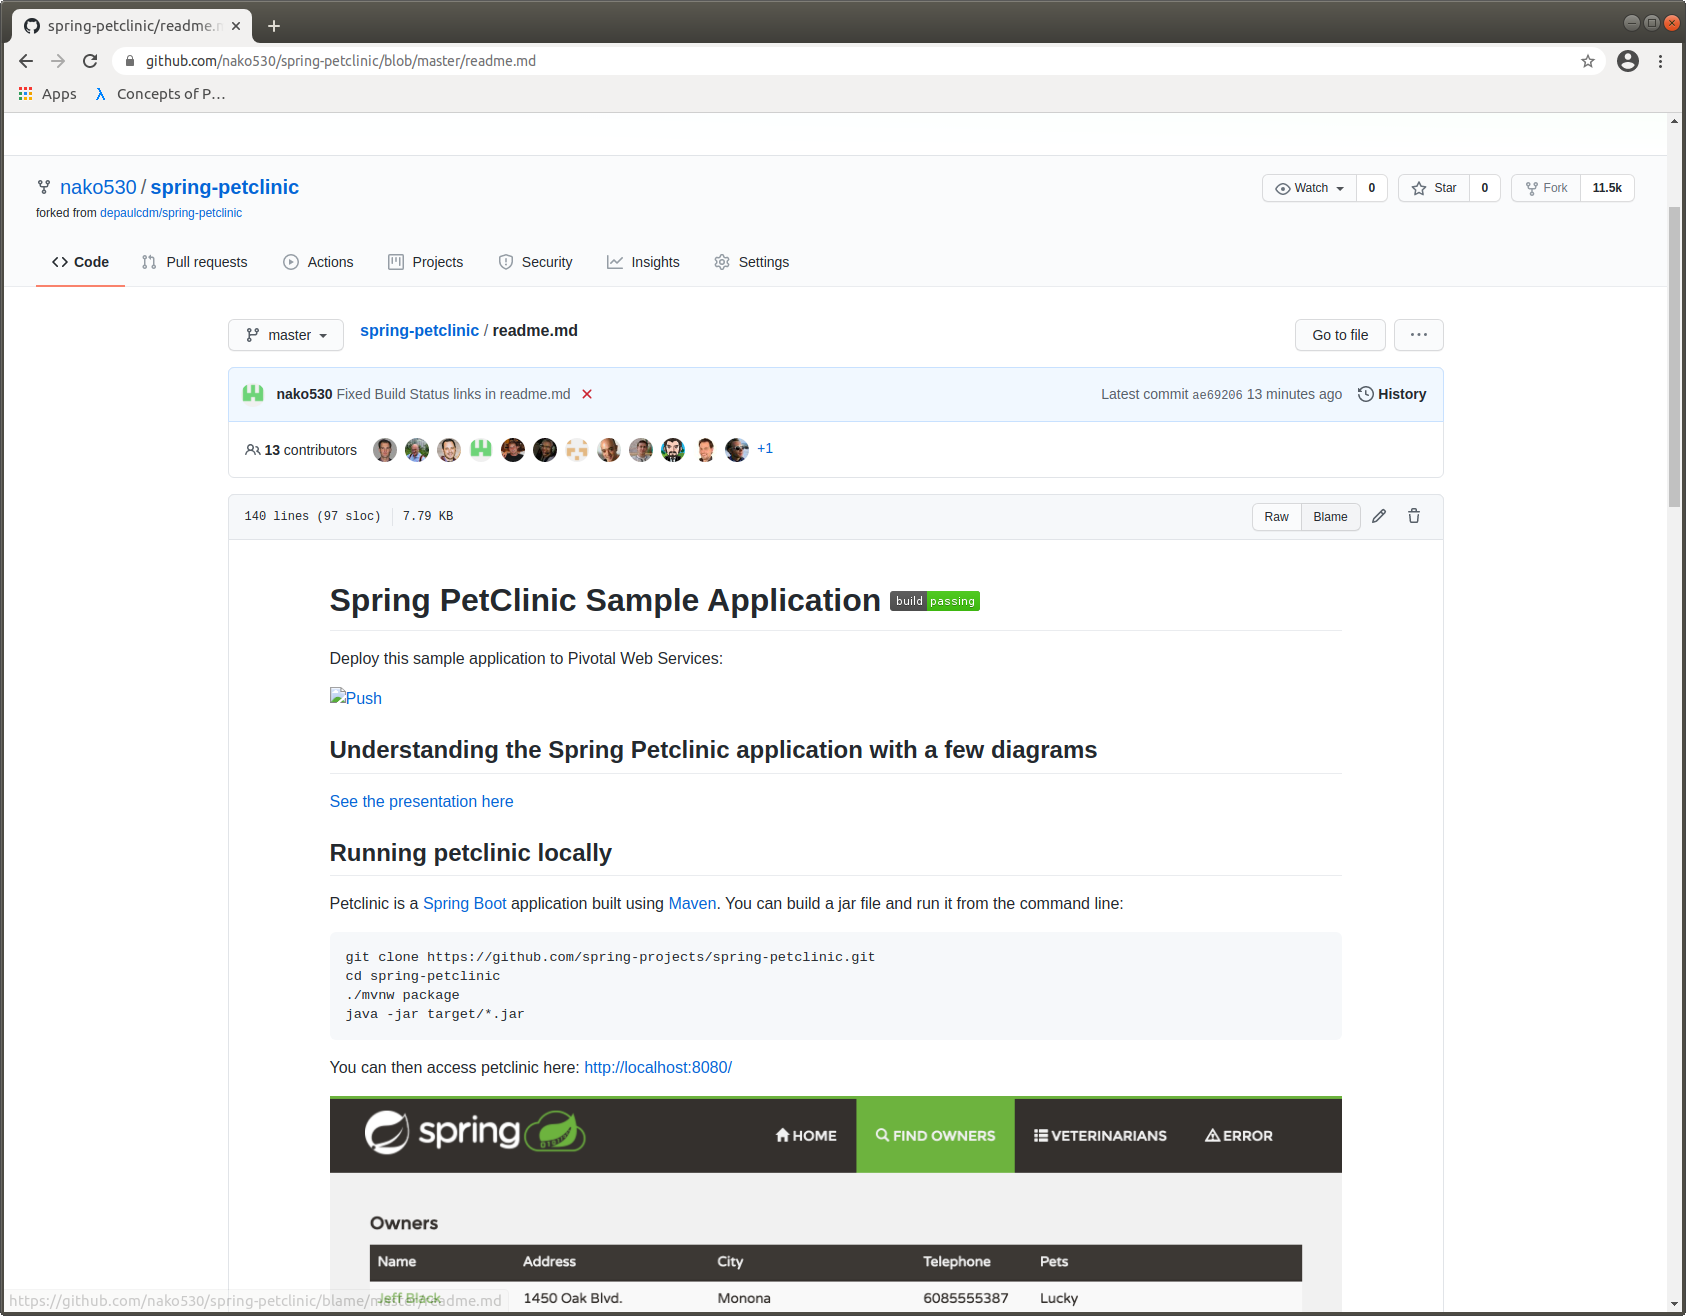 spring-petclinic/readme.m
github.com/nako530/spring-petclinic/blob/master/readme.md
Apps Concepts of P…
nako530 / spring-petclinic
Watch 0 Star 0 Fork 11.5k
forked from depaulcdm/spring-petclinic
Code Pull requests Actions Projects Security Insights Settings
master spring-petclinic / readme.md Go to file ...
nako530 Fixed Build Status links in readme.md Latest commit ae69206 13 minutes ago History
13 contributors +1
140 lines (97 sloc) 7.79 KB Raw Blame
Spring PetClinic Sample Application build passing
Deploy this sample application to Pivotal Web Services:
Push
Understanding the Spring Petclinic application with a few diagrams
See the presentation here
Running petclinic locally
Petclinic is a Spring Boot application built using Maven. You can build a jar file and run it from the command line:
git clone https://github.com/spring-projects/spring-petclinic.git
cd spring-petclinic
./mvnw package
java -jar target/*.jar
You can then access petclinic here: http://localhost:8080/
spring HOME FIND OWNERS VETERINARIANS ERROR
Owners
Name Address City Telephone Pets
Jeff Black 1450 Oak Blvd. Monona 6085555387 Lucky
https://github.com/nako530/spring-petclinic/blame/master/readme.md